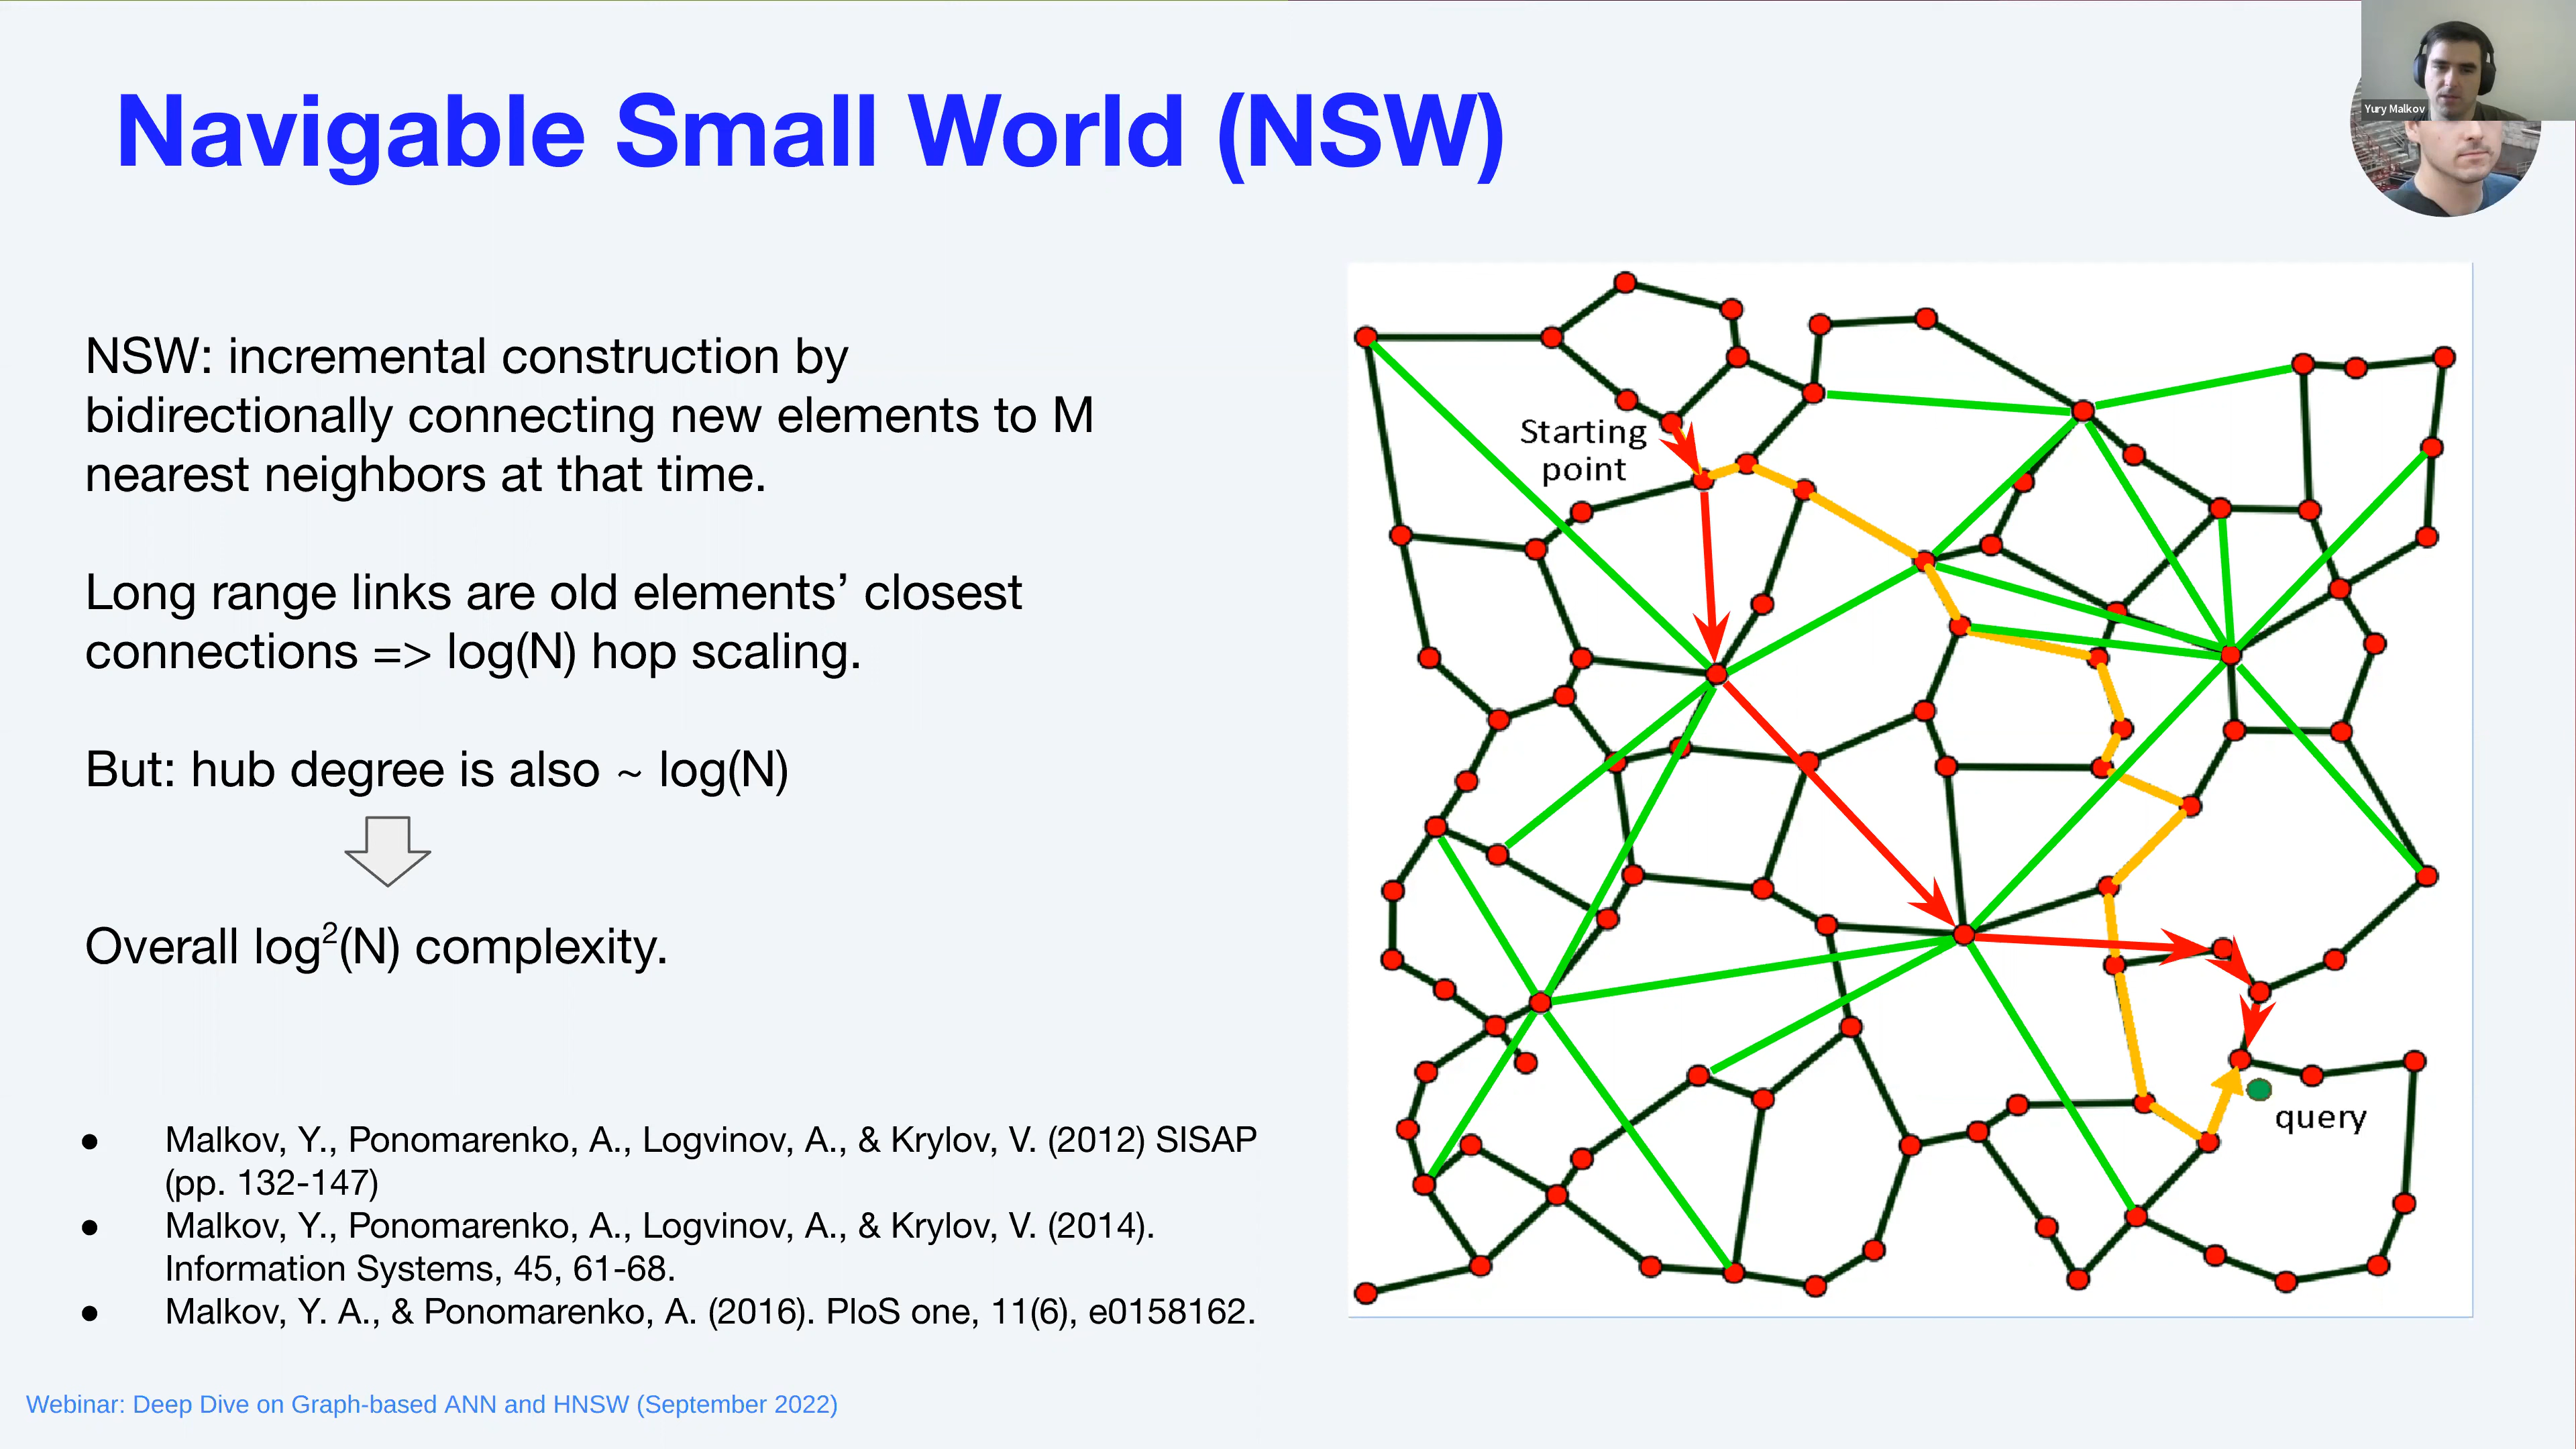 Navigable Small World (NSW)
Yury Malkov
NSW: incremental construction by
bidirectionally connecting new elements to M
nearest neighbors at that time.
Long range links are old elements’ closest
connections => log(N) hop scaling.
But: hub degree is also ~ log(N)
Overall log²(N) complexity.
Starting
point
query
● Malkov, Y., Ponomarenko, A., Logvinov, A., & Krylov, V. (2012) SISAP
(pp. 132-147)
● Malkov, Y., Ponomarenko, A., Logvinov, A., & Krylov, V. (2014).
Information Systems, 45, 61-68.
● Malkov, Y. A., & Ponomarenko, A. (2016). PloS one, 11(6), e0158162.
Webinar: Deep Dive on Graph-based ANN and HNSW (September 2022)